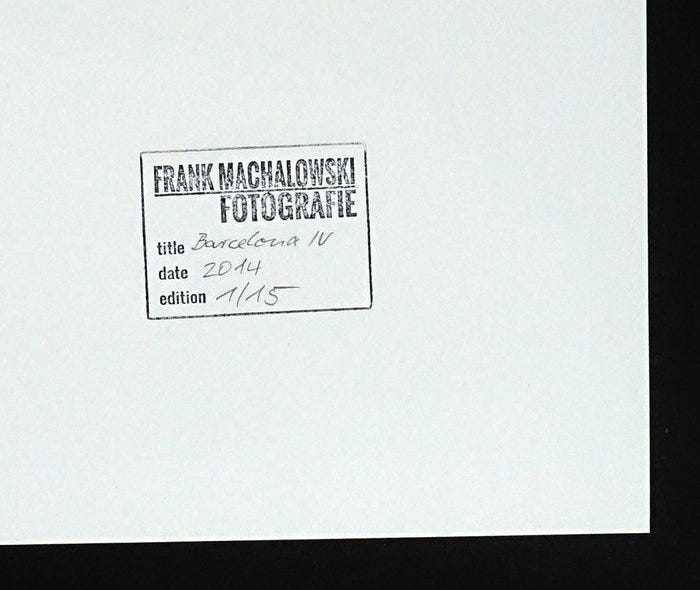 FRANK MACHALOWSKI
FOTOGRAFIE
title Barcelona IV
date 2014
edition 1/15